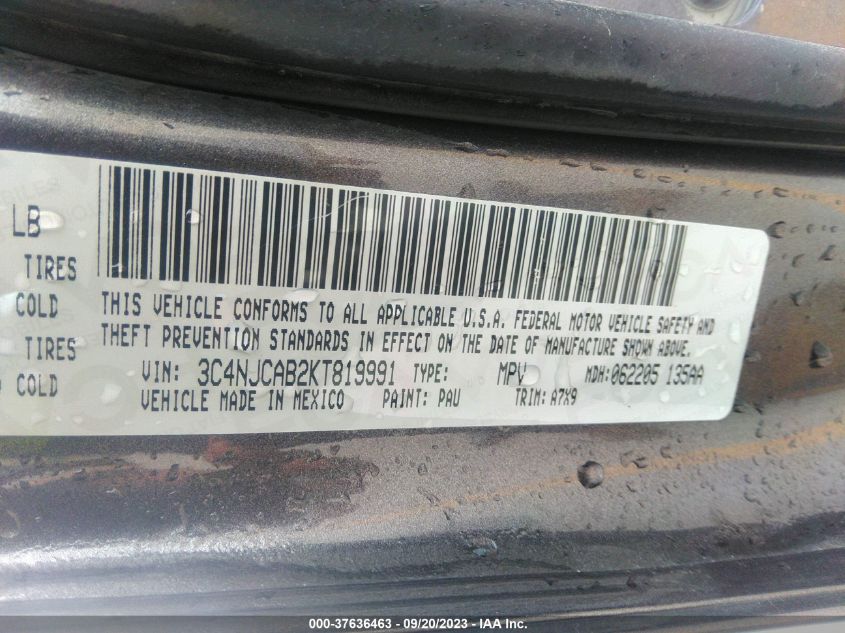 LB
TIRES
COLD
TIRES
COLD
THIS VEHICLE CONFORMS TO ALL APPLICABLE U.S.A. FEDERAL MOTOR VEHICLE SAFETY AND
THEFT PREVENTION STANDARDS IN EFFECT ON THE DATE OF MANUFACTURE SHOWN ABOVE.
VIN: 3C4NJCAB2KT819991 TYPE: MPV MDH: 062205 135AA
VEHICLE MADE IN MEXICO PAINT: PAU TRIM: A7X9
000-37636463 - 09/20/2023 - IAA Inc.